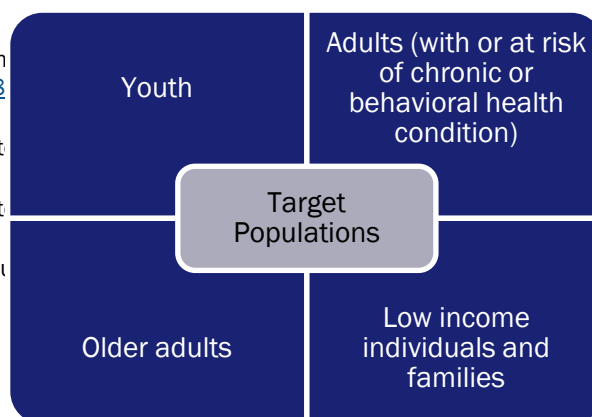 Youth
Adults (with or at risk
of chronic or
behavioral health
condition)
Target
Populations
Older adults
Low income
individuals and
families